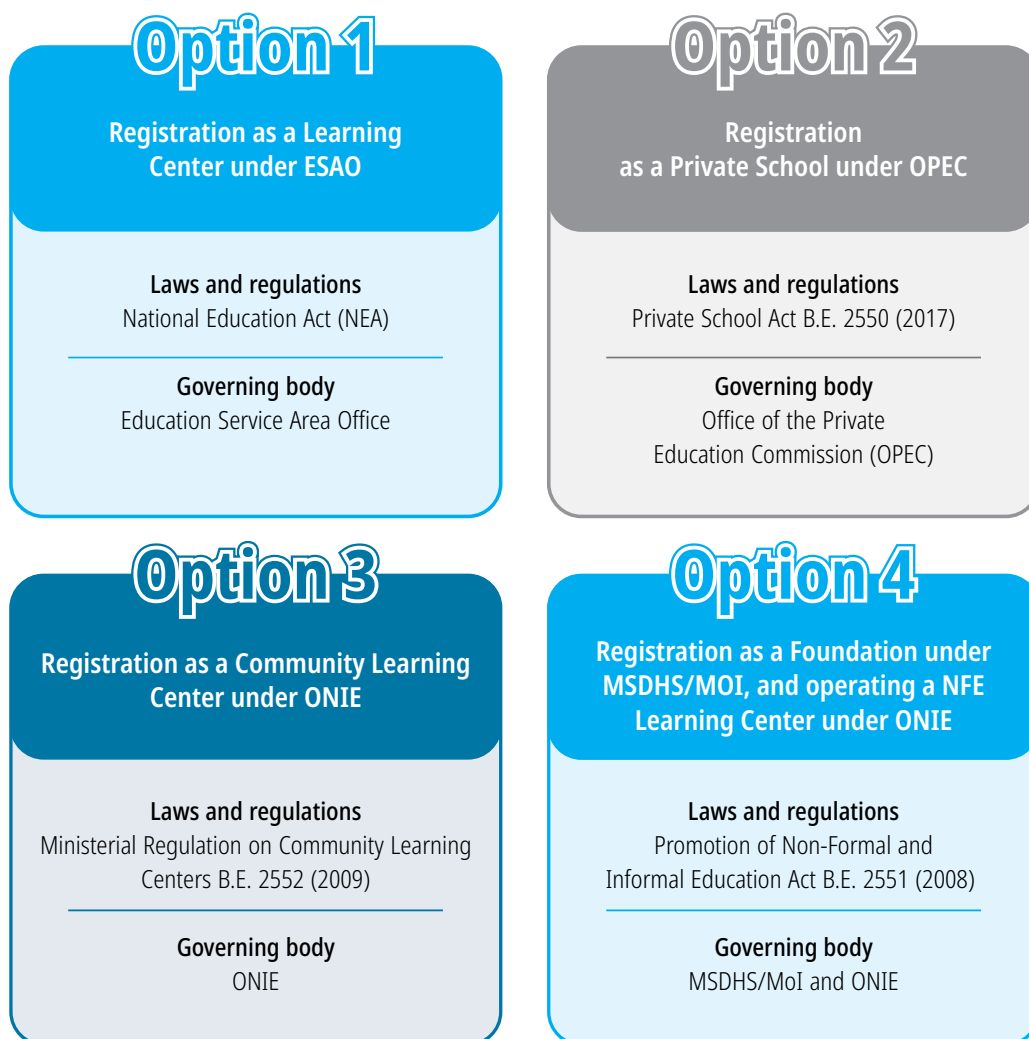 Option 1
Registration as a Learning
Center under ESAO
Laws and regulations
National Education Act (NEA)
Governing body
Education Service Area Office
Option 2
Registration
as a Private School under OPEC
Laws and regulations
Private School Act B.E. 2550 (2017)
Governing body
Office of the Private
Education Commission (OPEC)
Option 3
Registration as a Community Learning
Center under ONIE
Laws and regulations
Ministerial Regulation on Community Learning
Centers B.E. 2552 (2009)
Governing body
ONIE
Option 4
Registration as a Foundation under
MSDHS/MOI, and operating a NFE
Learning Center under ONIE
Laws and regulations
Promotion of Non-Formal and
Informal Education Act B.E. 2551 (2008)
Governing body
MSDHS/MoI and ONIE